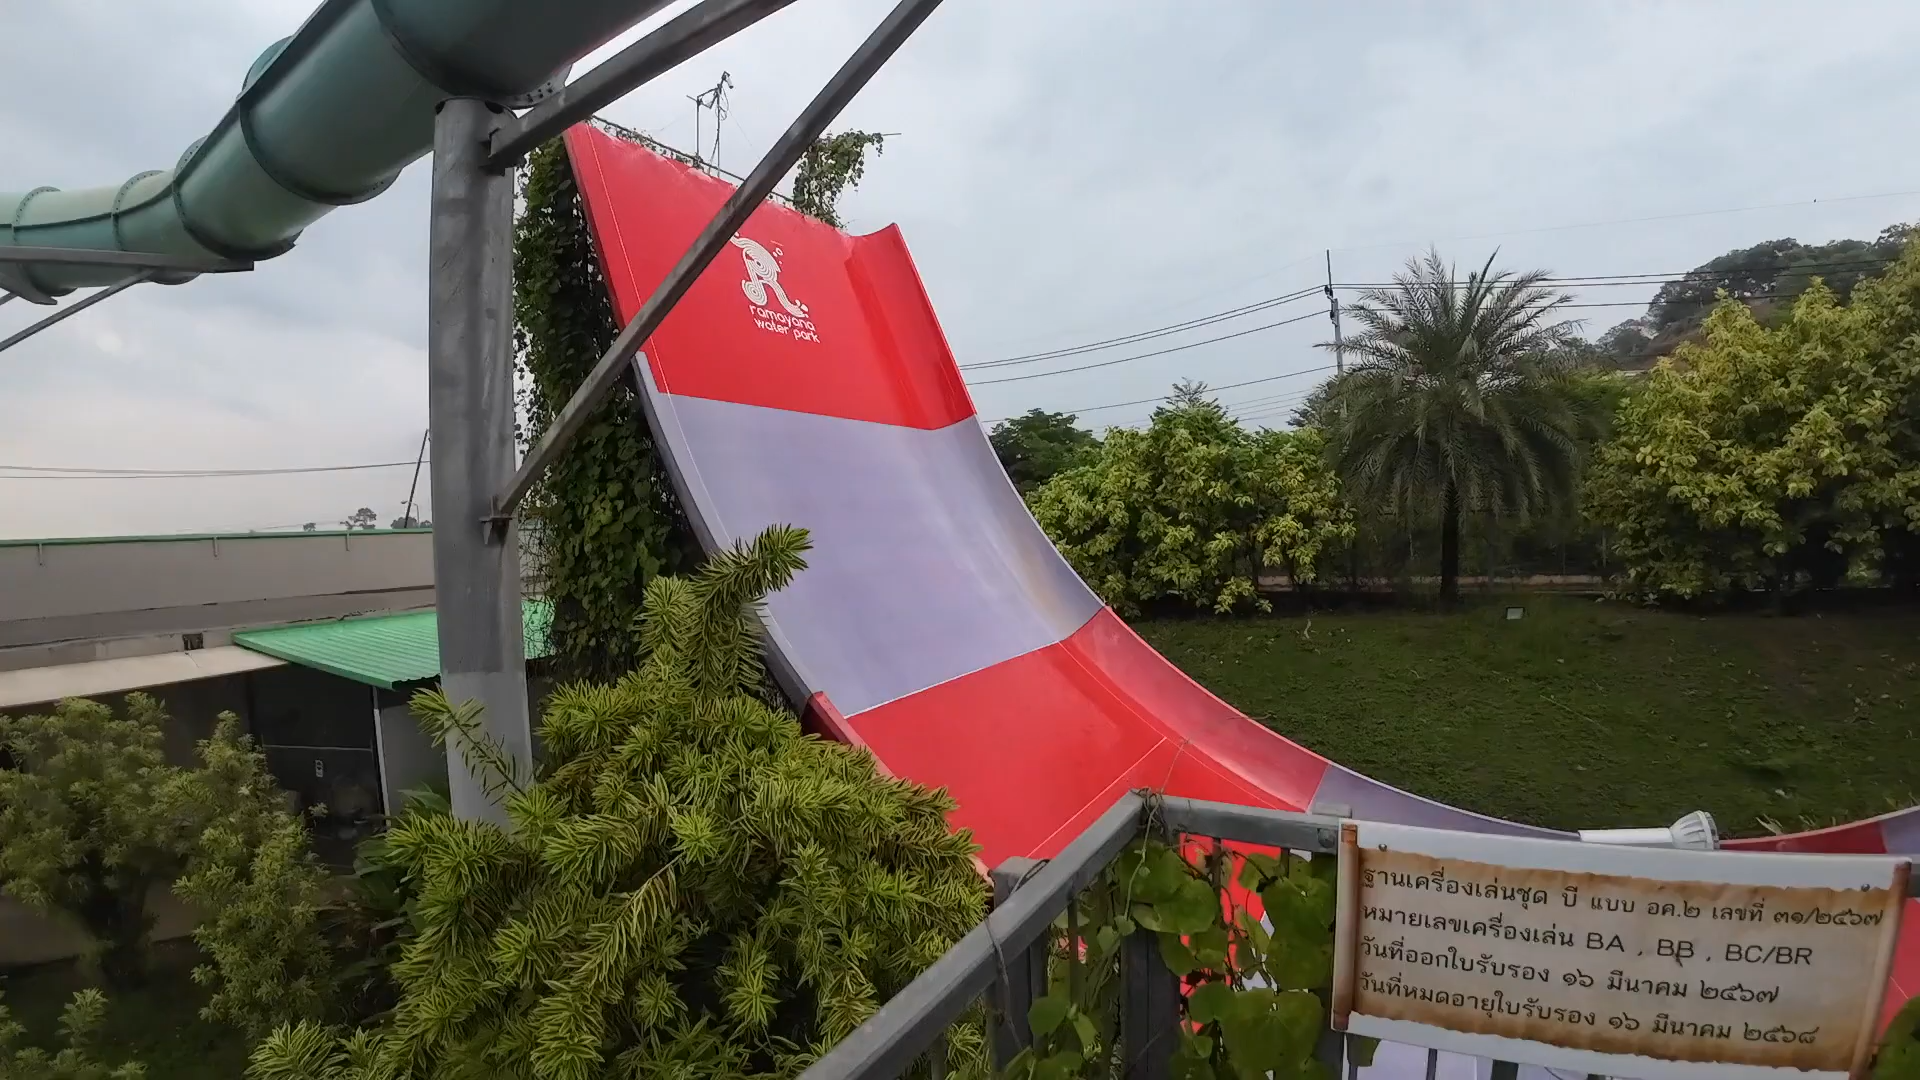 ramayana
water park
ฐานเครื่องเล่นชุด บี แบบ อค.๒ เลขที่ ๓๑/๒๕๖๗
หมายเลขเครื่องเล่น BA , BB , BC/BR
วันที่ออกใบรับรอง ๑๖ มีนาคม ๒๕๖๗
วันที่หมดอายุใบรับรอง ๑๖ มีนาคม ๒๕๖๘